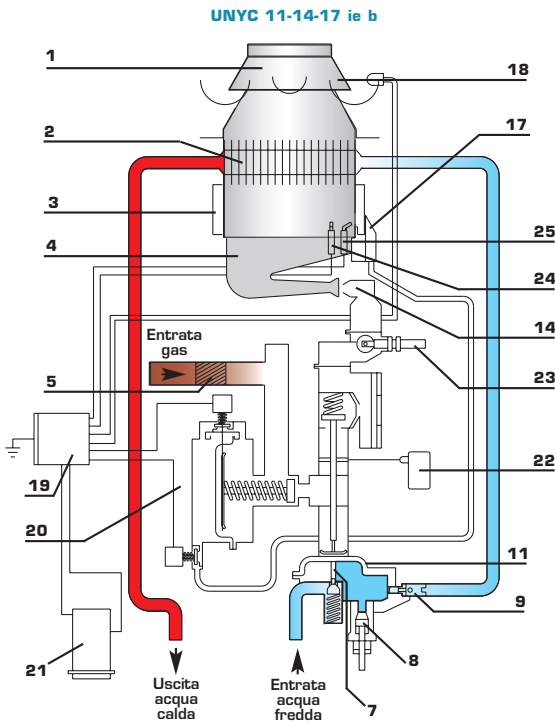 UNYC 11-14-17 ie b
1
18
2
17
3
25
4
24
14
Entrata
gas
5
23
19
22
20
11
9
8
7
21
Uscita
acqua
calda
Entrata
acqua
fredda